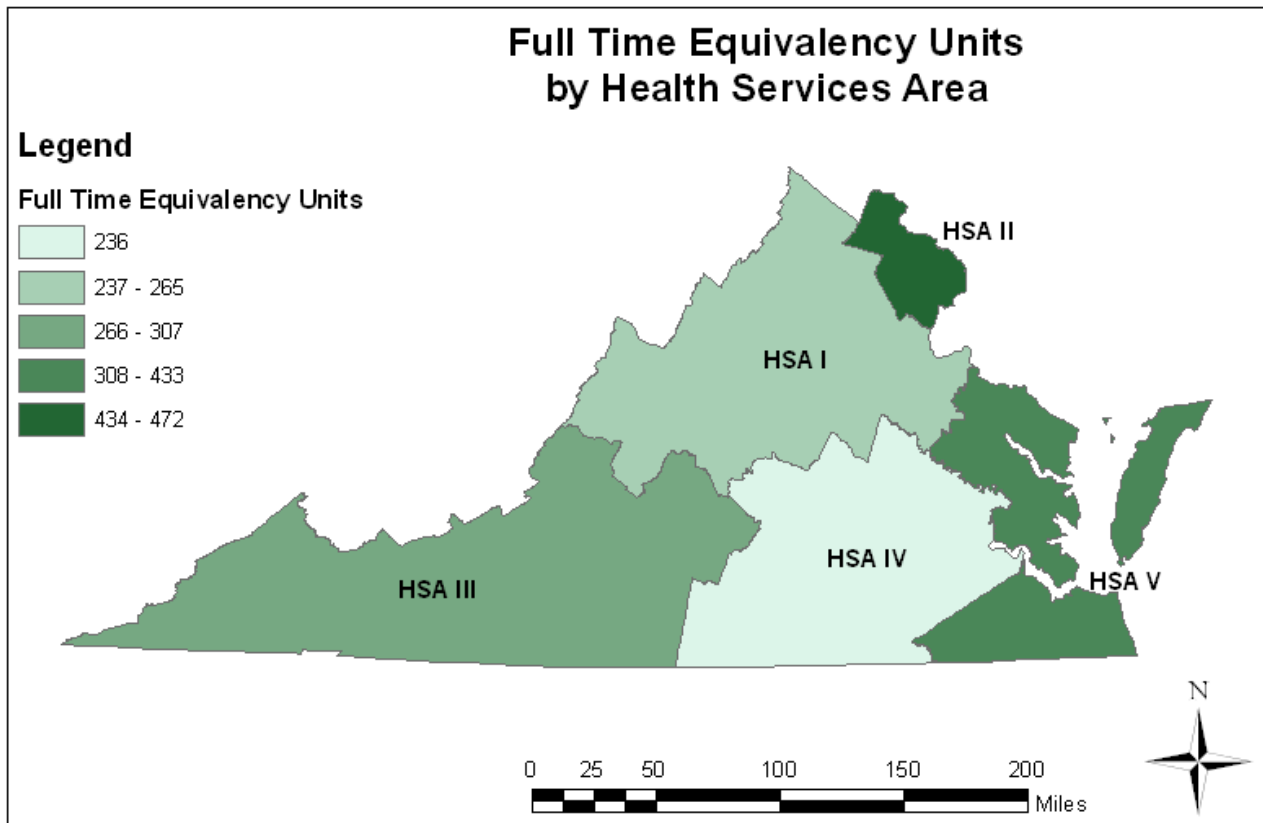 Full Time Equivalency Units
by Health Services Area
Legend
Full Time Equivalency Units
236
237 - 265
266 - 307
308 - 433
434 - 472
HSA II
HSA I
HSA IV
HSA III
HSA V
N
0 25 50 100 150 200
Miles